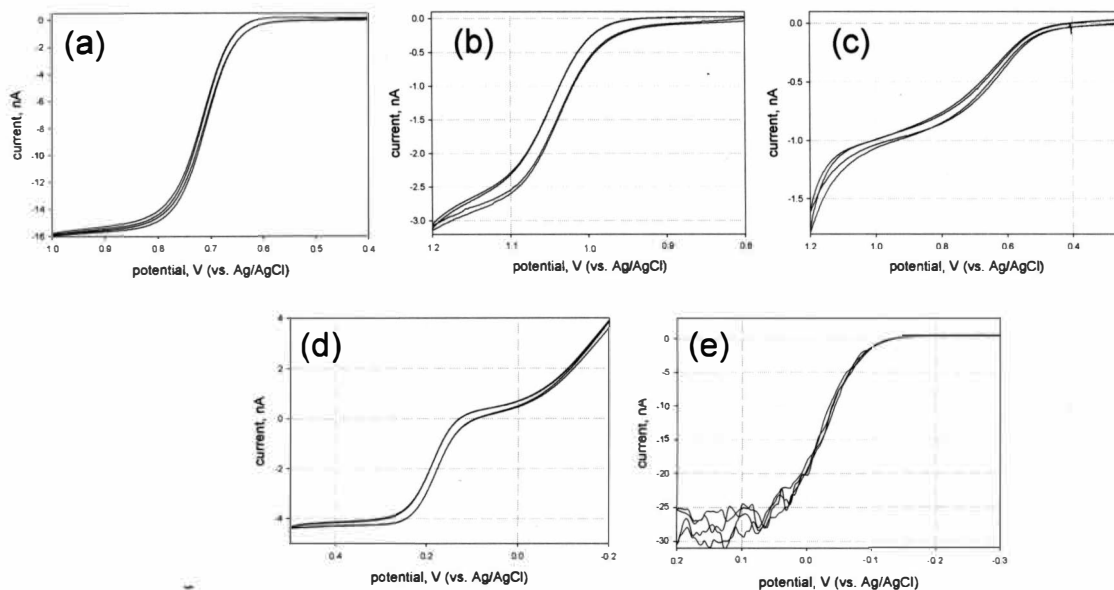 (a)
current, nA
0
-2
-4
-6
-8
-10
-12
-14
-16
1.0 0.9 0.8 0.7 0.6 0.5 0.4
potential, V (vs. Ag/AgCl)
(b)
current, nA
0.0
-0.5
-1.0
-1.5
-2.0
-2.5
-3.0
1.2 1.1 1.0 0.9 0.8
potential, V (vs. Ag/AgCl)
(c)
current, nA
0.0
-0.5
-1.0
-1.5
1.2 1.0 0.8 0.6 0.4
potential, V (vs. Ag/AgCl)
(d)
current, nA
4
2
0
-2
-4
0.4 0.2 0.0 -0.2
potential, V (vs. Ag/AgCl)
(e)
current, nA
0
-5
-10
-15
-20
-25
-30
0.2 0.1 0.0 -0.1 -0.2 -0.3
potential, V (vs. Ag/AgCl)